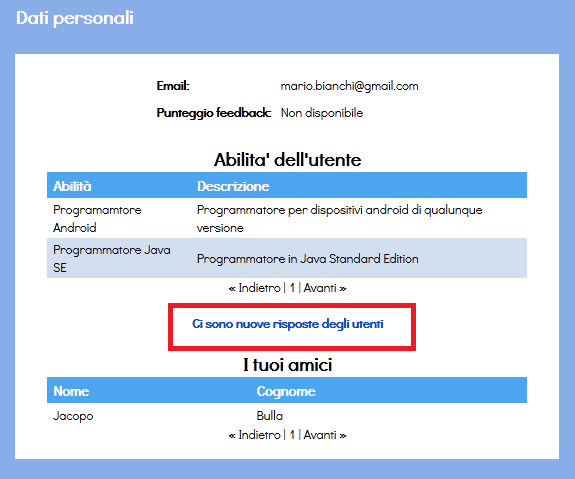 Dati personali
Email: mario.bianchi@gmail.com
Punteggio feedback: Non disponibile
Abilita' dell'utente
Abilità Descrizione
Programamtore Android Programmatore per dispositivi android di qualunque versione
Programmatore Java SE Programmatore in Java Standard Edition
« Indietro | 1 | Avanti »
Ci sono nuove risposte degli utenti
I tuoi amici
Nome Cognome
Jacopo Bulla
« Indietro | 1 | Avanti »